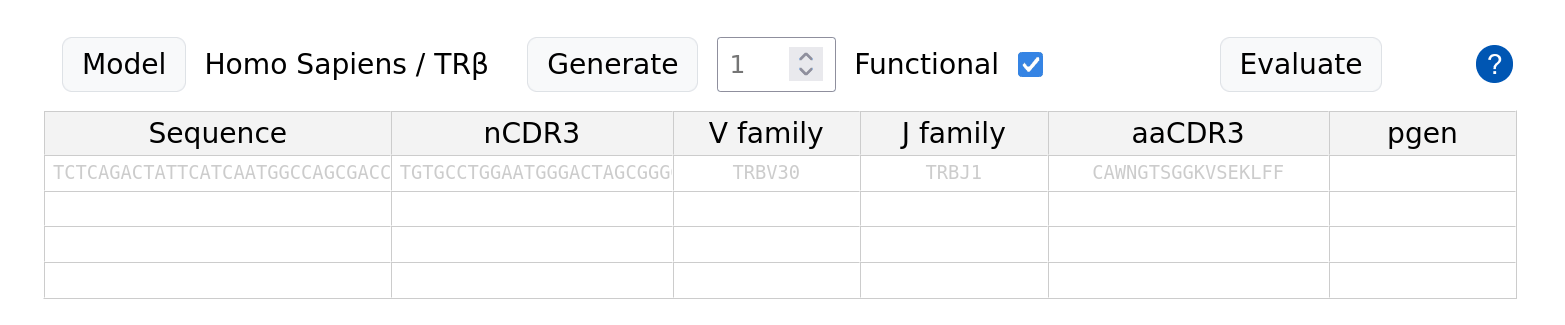 Model Homo Sapiens / TRβ Generate 1 Functional Evaluate ?
Sequence nCDR3 V family J family aaCDR3 pgen
TCTCAGACTATTCATCAATGGCCAGCGACC TGTGCCTGGAATGGGACTAGCGGG TRBV30 TRBJ1 CAWNGTSGGKVSEKLFF